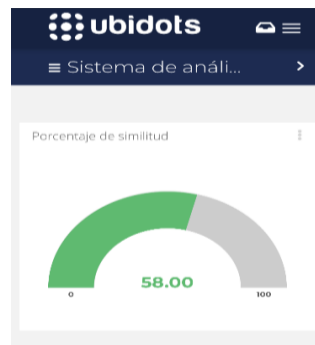 ubidots
Sistema de análi...
Porcentaje de similitud
58.00
0
100